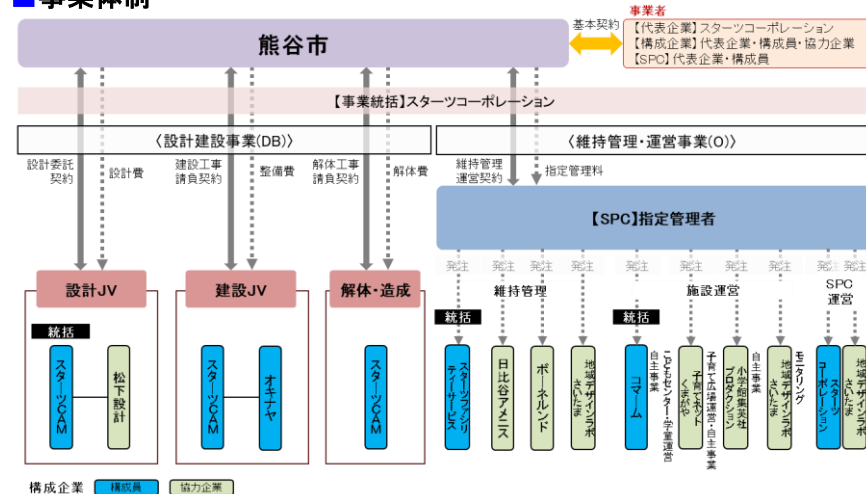 ■事業体制
熊谷市
基本契約
事業者
【代表企業】スターツコーポレーション
【構成企業】代表企業・構成員・協力企業
【SPC】代表企業・構成員
【事業統括】スターツコーポレーション
〈設計建設事業(DB)〉
〈維持管理・運営事業(O)〉
設計委託
契約
設計費
建設工事
請負契約
整備費
解体工事
請負契約
解体費
維持管理
運営契約
指定管理料
【SPC】指定管理者
発注
発注
発注
発注
発注
発注
発注
発注
発注
発注
設計JV
建設JV
解体・造成
維持管理
施設運営
SPC
運営
統括
統括
統括
スターツCAM
松下設計
スターツCAM
オキナヤ
スターツCAM
スターツファシリ
ティーサービス
日比谷アメニス
ボーネルンド
地域デザインラボ
さいたま
コマーム
自主事業
こどもセンター・学童運営
子育てネット
くまがや
子育て広場運営・自主事業
小学館集英社
プロダクション
自主事業
地域デザインラボ
さいたま
モニタリング
スターツ
コーポレーション
地域デザインラボ
さいたま
構成企業
構成員
協力企業